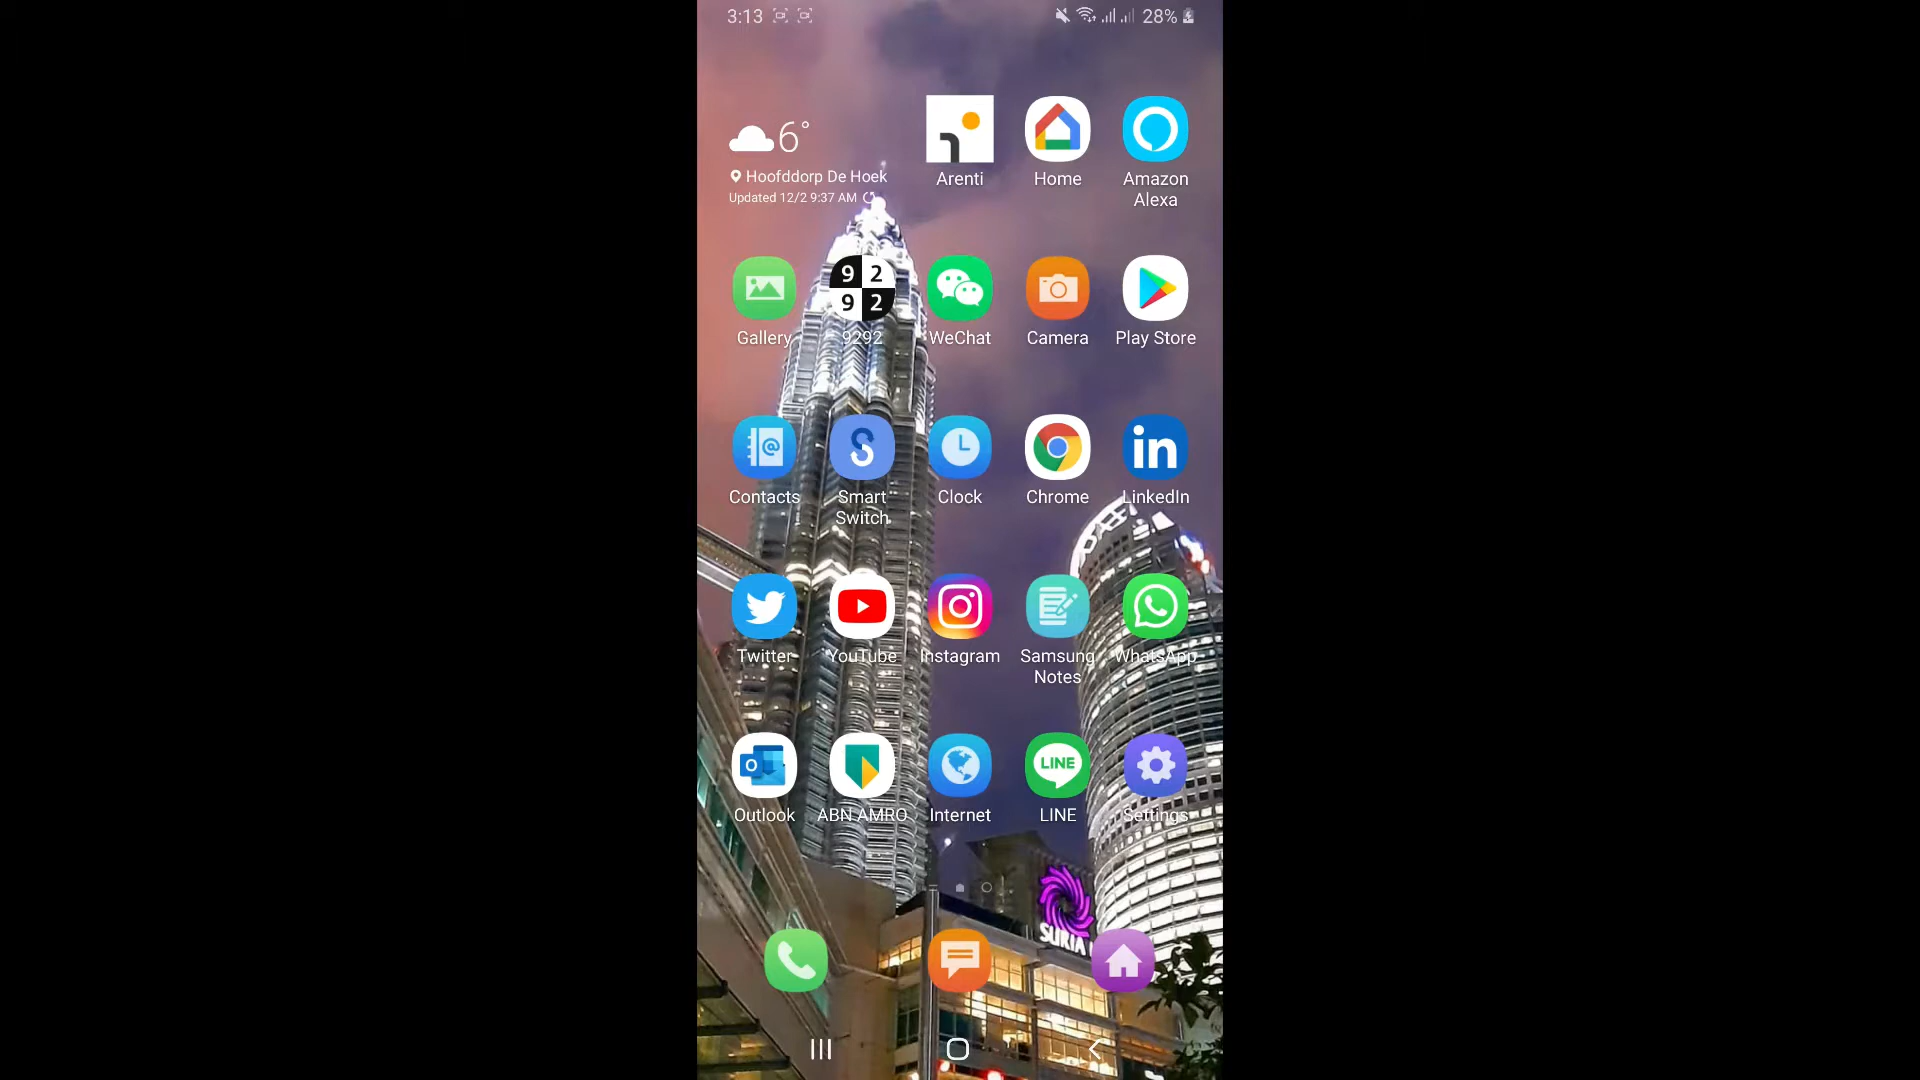 3:13
28%
6°
Hoofddorp De Hoek
Updated 12/2 9:37 AM
Arenti
Home
Amazon
Alexa
9 2
9 2
Gallery
9292
WeChat
Camera
Play Store
in
Contacts
Smart
Switch
Clock
Chrome
LinkedIn
Twitter
YouTube
Instagram
Samsung
Notes
WhatsApp
LINE
Outlook
ABN AMRO
Internet
LINE
Settings
SURIA